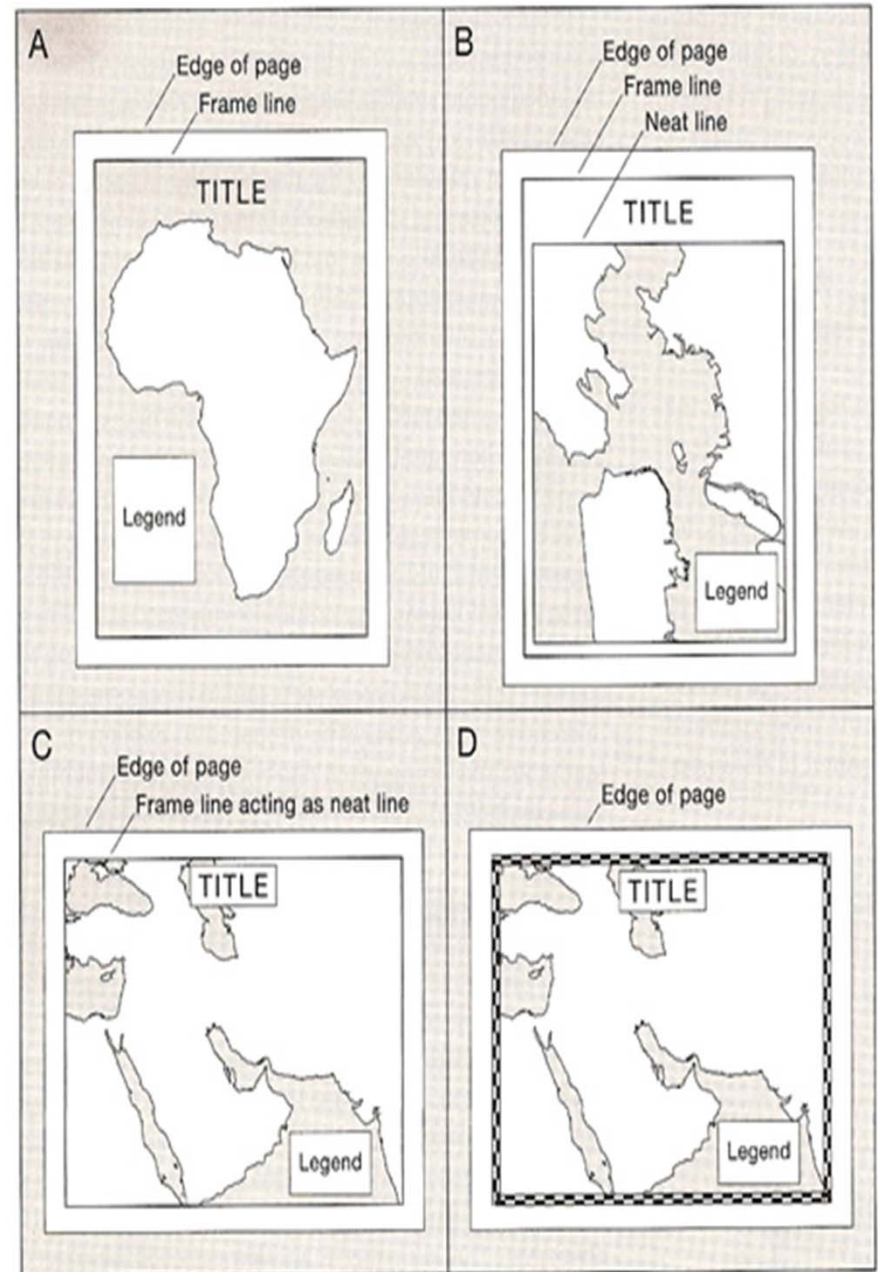 A
Edge of page
Frame line
TITLE
Legend
B
Edge of page
Frame line
Neat line
TITLE
Legend
C
Edge of page
Frame line acting as neat line
TITLE
Legend
D
Edge of page
TITLE
Legend